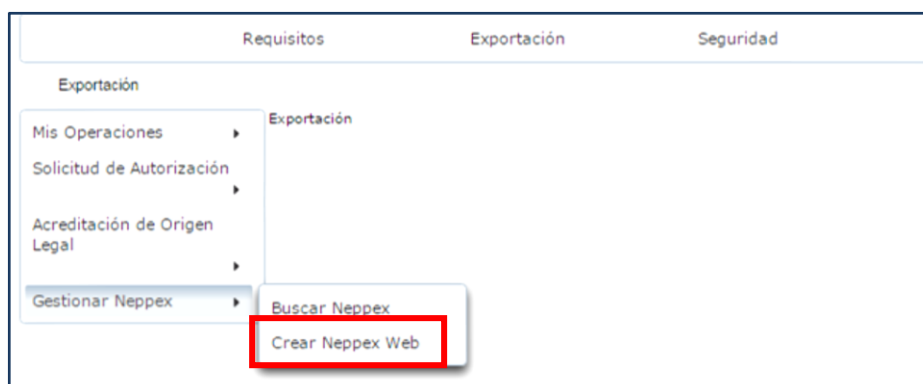 Requisitos Exportación Seguridad
Exportación
Exportación
Mis Operaciones
Solicitud de Autorización
Acreditación de Origen
Legal
Gestionar Neppex
Buscar Neppex
Crear Neppex Web